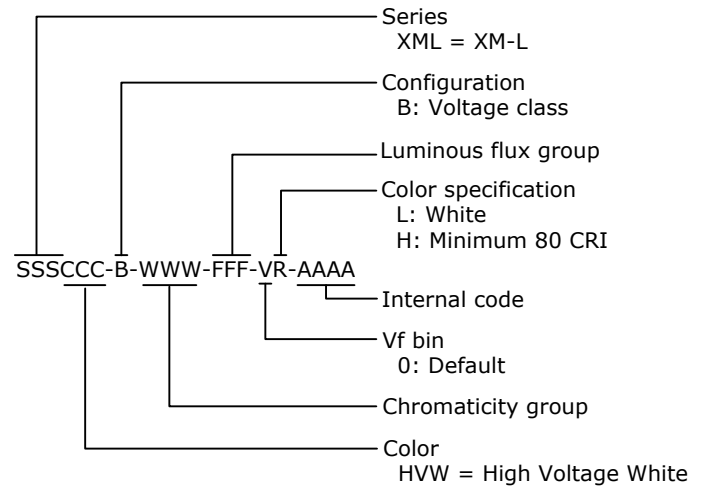 Series
XML = XM-L
Configuration
B: Voltage class
Luminous flux group
Color specification
L: White
H: Minimum 80 CRI
SSSCCC-B-WWW-FFF-VR-AAAA
Internal code
Vf bin
0: Default
Chromaticity group
Color
HVW = High Voltage White